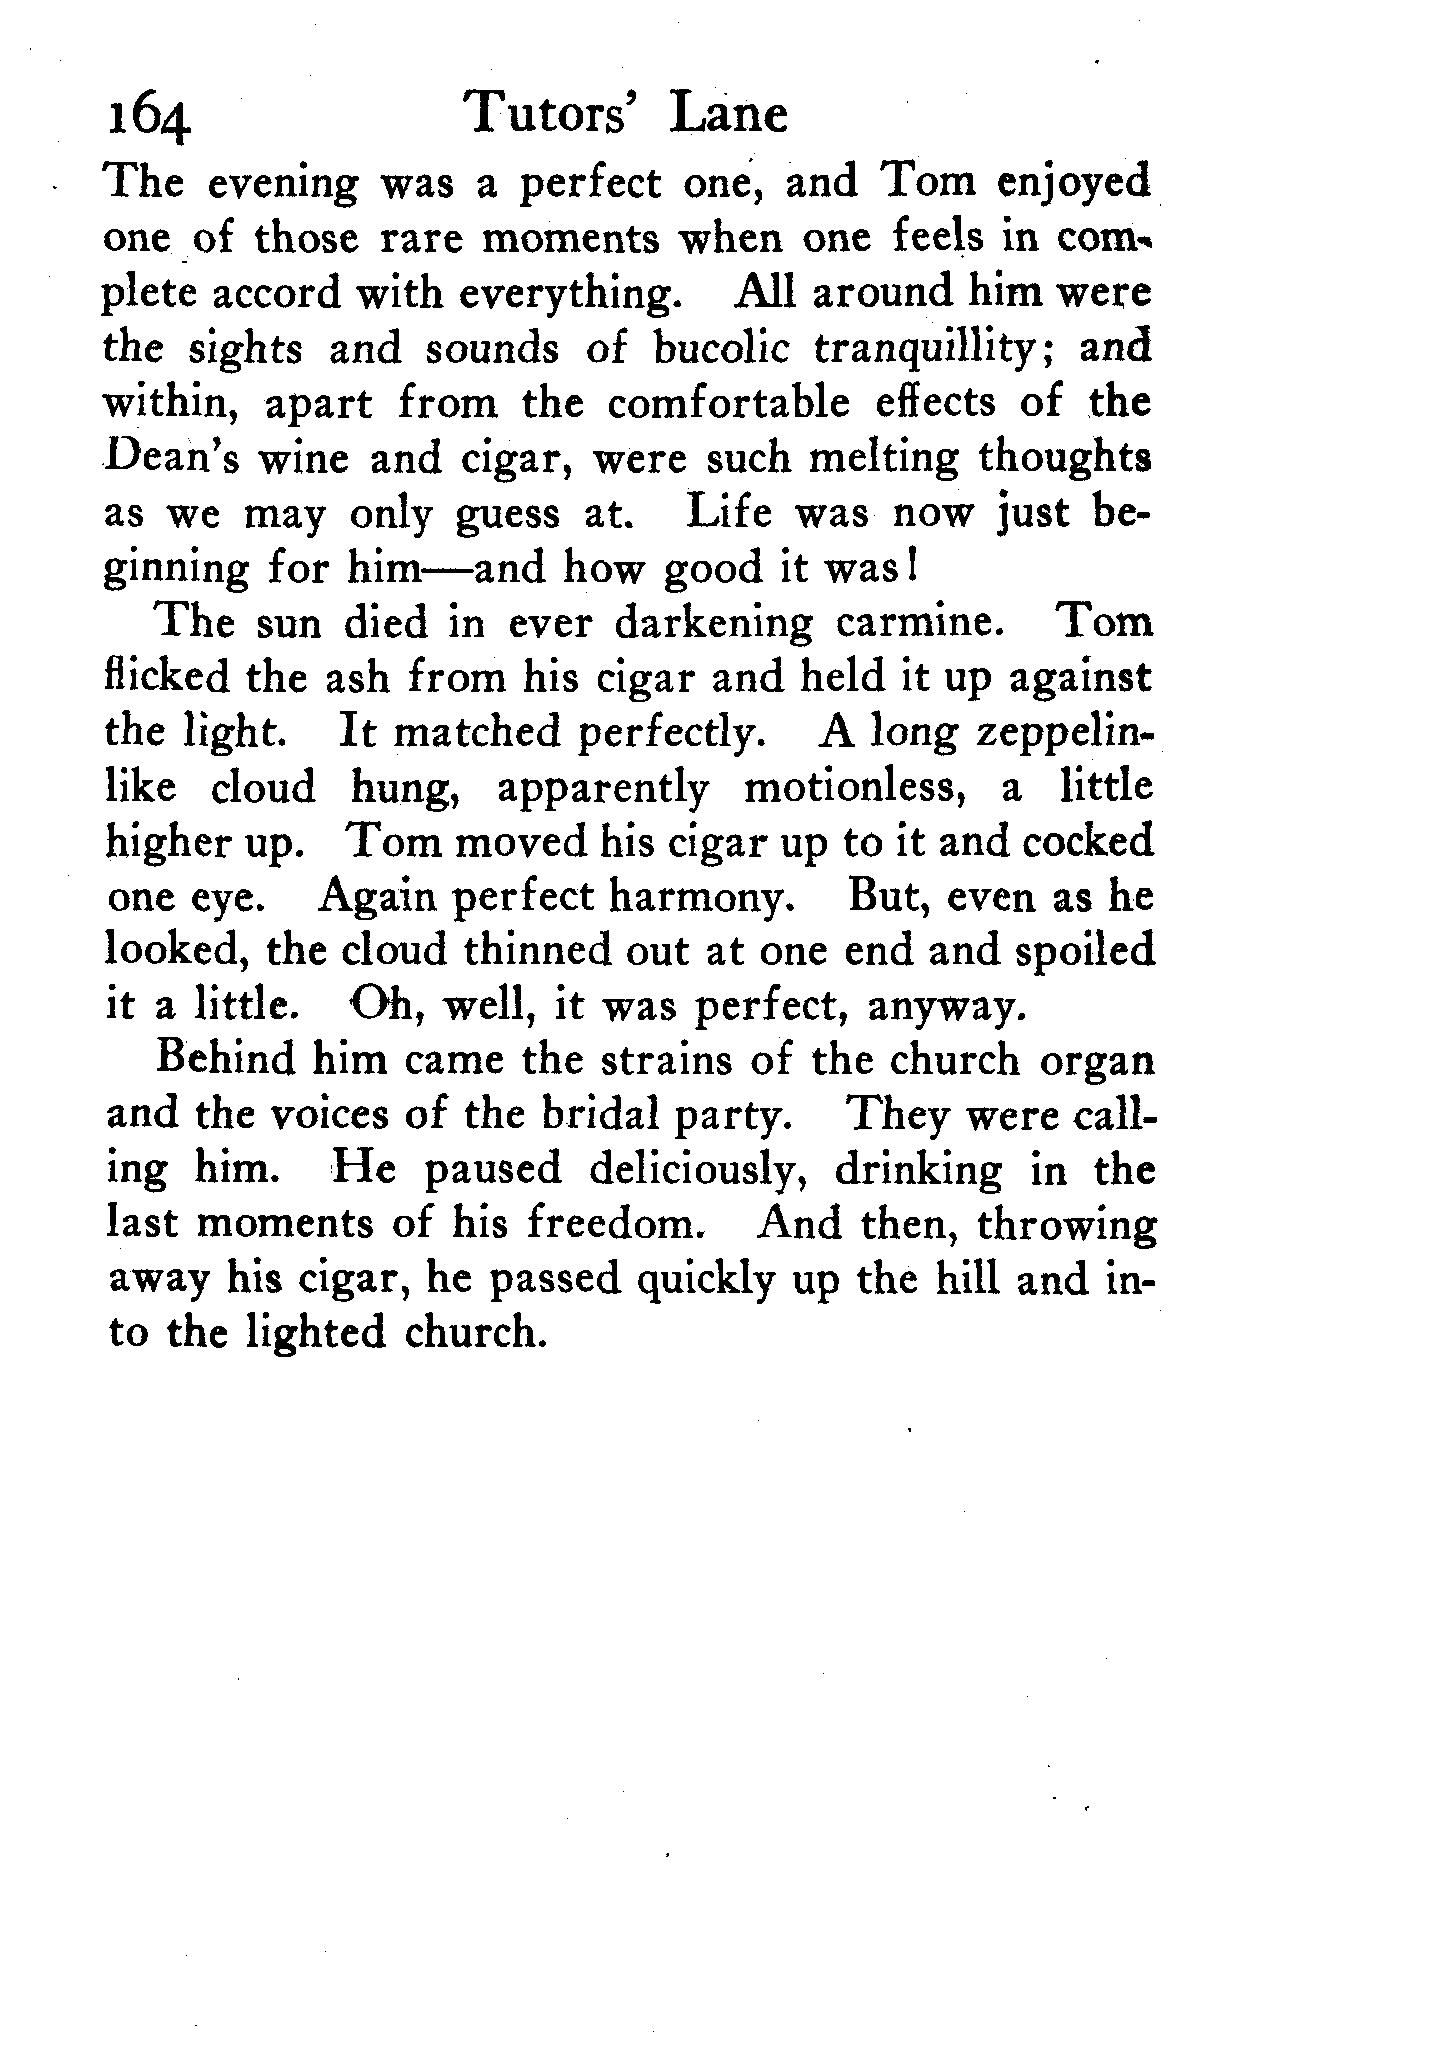 164 Tutors' Lane
The evening was a perfect one, and Tom enjoyed
one of those rare moments when one feels in com-
plete accord with everything. All around him were
the sights and sounds of bucolic tranquillity; and
within, apart from the comfortable effects of the
Dean's wine and cigar, were such melting thoughts
as we may only guess at. Life was now just be-
ginning for him—and how good it was!
The sun died in ever darkening carmine. Tom
flicked the ash from his cigar and held it up against
the light. It matched perfectly. A long zeppelin-
like cloud hung, apparently motionless, a little
higher up. Tom moved his cigar up to it and cocked
one eye. Again perfect harmony. But, even as he
looked, the cloud thinned out at one end and spoiled
it a little. Oh, well, it was perfect, anyway.
Behind him came the strains of the church organ
and the voices of the bridal party. They were call-
ing him. He paused deliciously, drinking in the
last moments of his freedom. And then, throwing
away his cigar, he passed quickly up the hill and in-
to the lighted church.